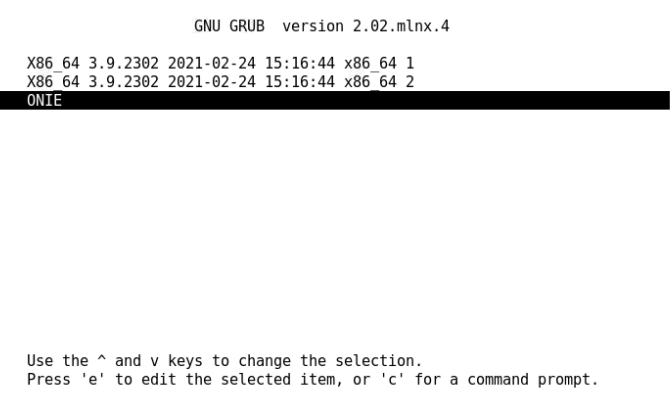 GNU GRUB  version 2.02.mlnx.4
X86_64 3.9.2302 2021-02-24 15:16:44 x86_64 1
X86_64 3.9.2302 2021-02-24 15:16:44 x86_64 2
ONIE
Use the ^ and v keys to change the selection.
Press 'e' to edit the selected item, or 'c' for a command prompt.